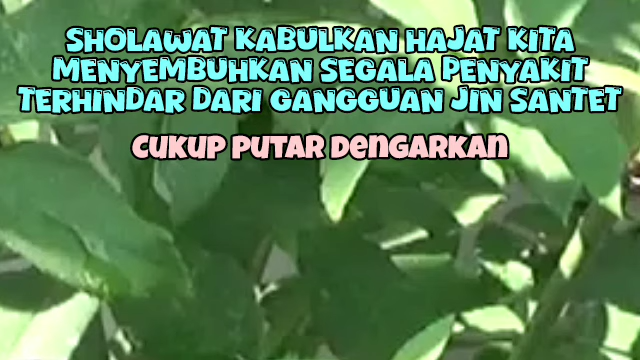 SHOLAWAT KABULKAN HAJAT KITA
MENYEMBUHKAN SEGALA PENYAKIT
TERHINDAR DARI GANGGUAN JIN SANTET
CUKUP PUTAR DENGARKAN